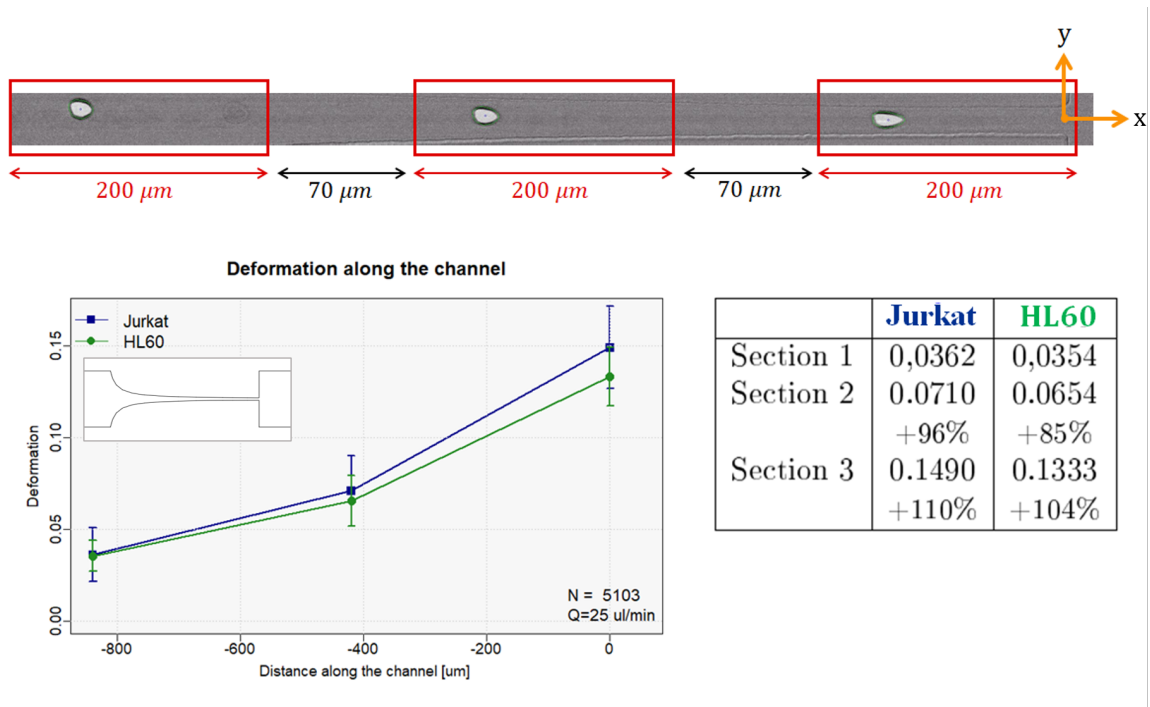 y
x
200 μm
70 μm
200 μm
70 μm
200 μm
Deformation along the channel
Jurkat
HL60
0.15
0.10
0.05
0.00
Deformation
N = 5103
Q=25 ul/min
-800 -600 -400 -200 0
Distance along the channel [um]
Jurkat HL60
Section 1 0,0362 0,0354
Section 2 0.0710 0.0654
+96% +85%
Section 3 0.1490 0.1333
+110% +104%